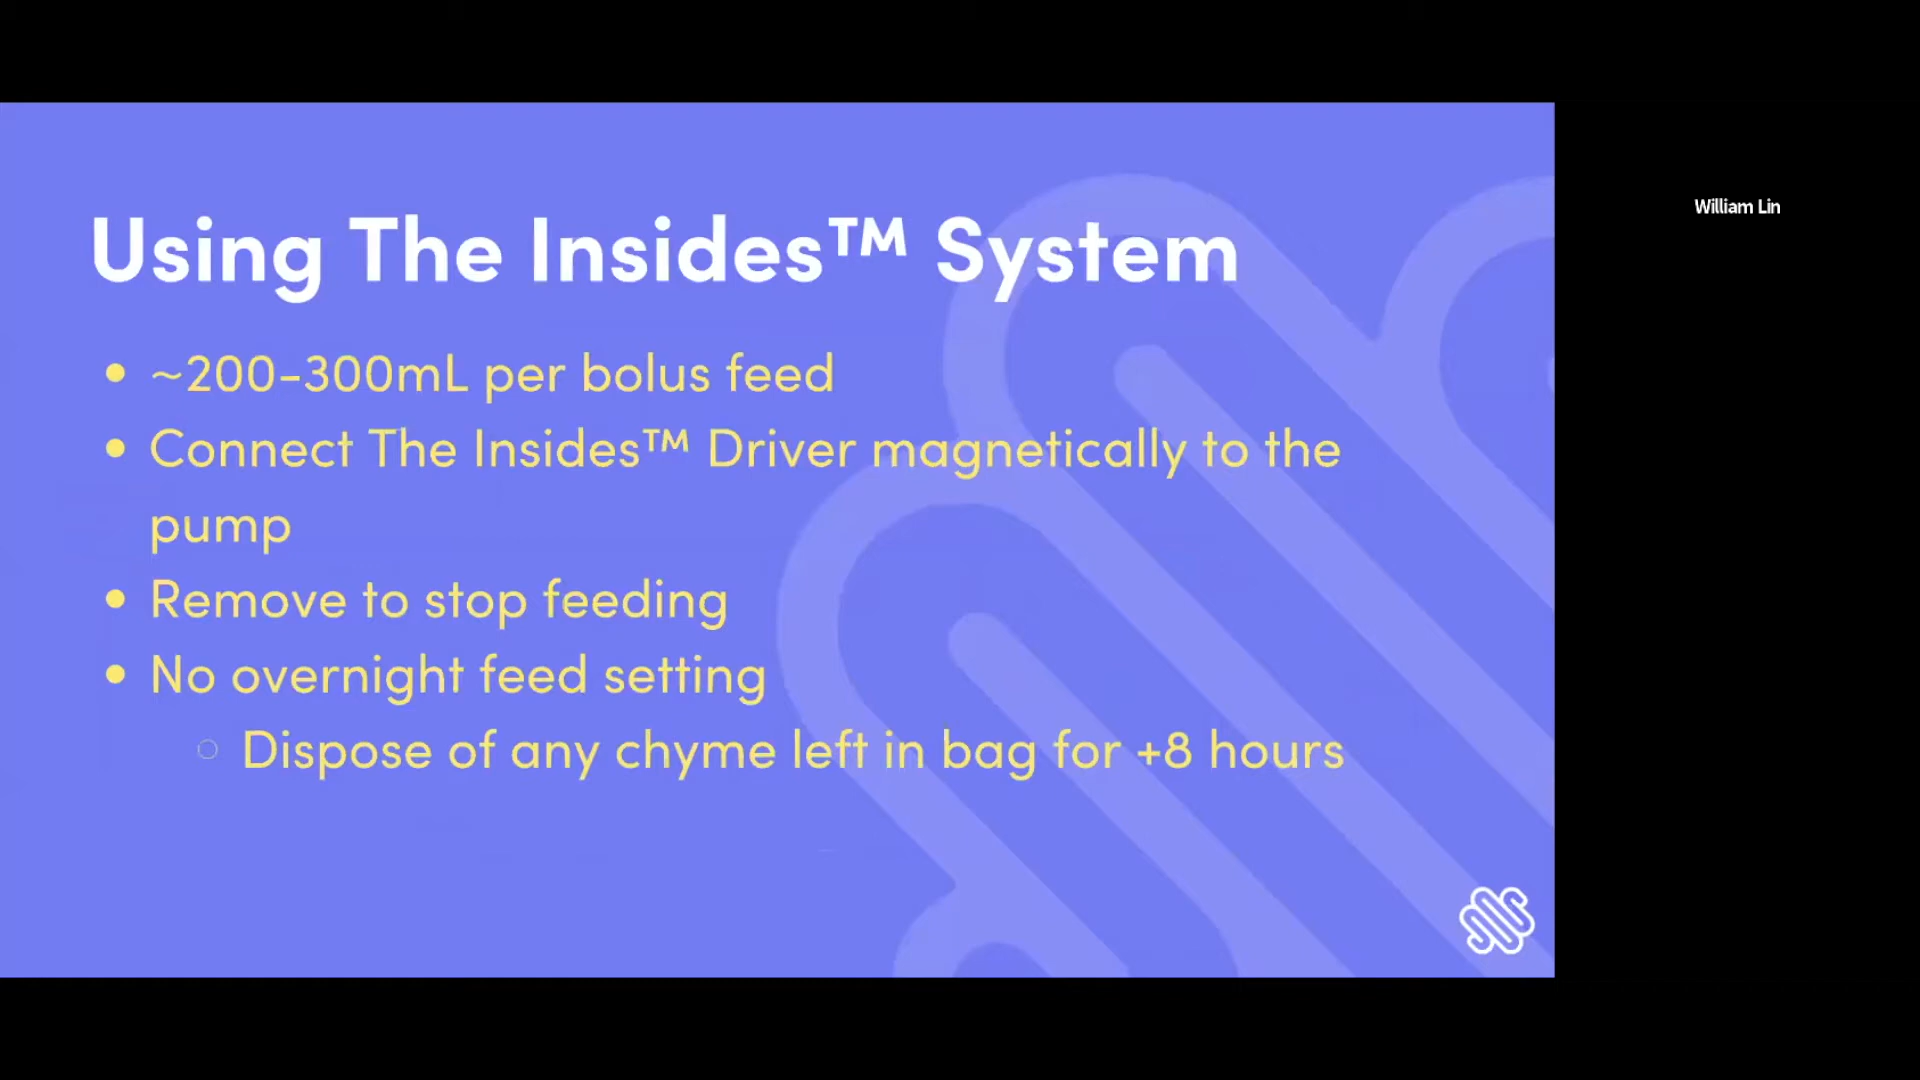 Using The Insides™ System
William Lin
• ~200-300mL per bolus feed
• Connect The Insides™ Driver magnetically to the
pump
• Remove to stop feeding
• No overnight feed setting
○ Dispose of any chyme left in bag for +8 hours